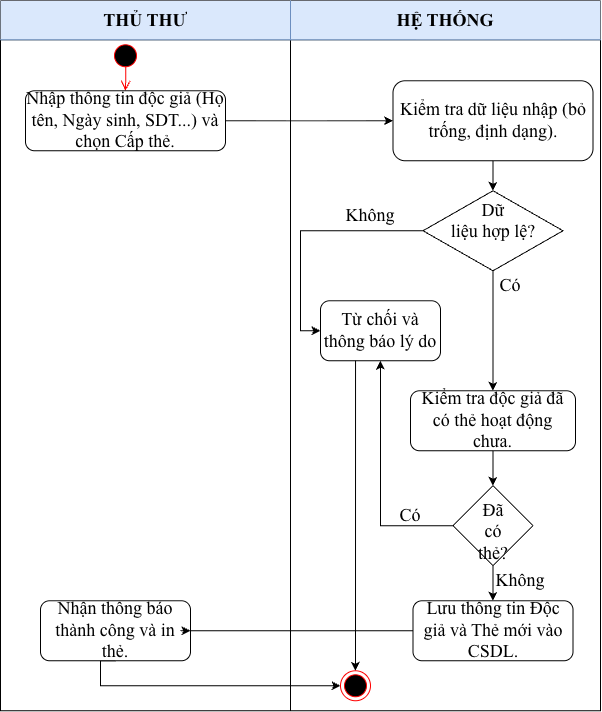 THỦ THƯ
HỆ THỐNG
Nhập thông tin độc giả (Họ
tên, Ngày sinh, SDT...) và
chọn Cấp thẻ.
Kiểm tra dữ liệu nhập (bỏ
trống, định dạng).
Dữ
liệu hợp lệ?
Không
Có
Từ chối và
thông báo lý do
Kiểm tra độc giả đã
có thẻ hoạt động
chưa.
Đã
có
thẻ?
Có
Không
Lưu thông tin Độc
giả và Thẻ mới vào
CSDL.
Nhận thông báo
thành công và in
thẻ.